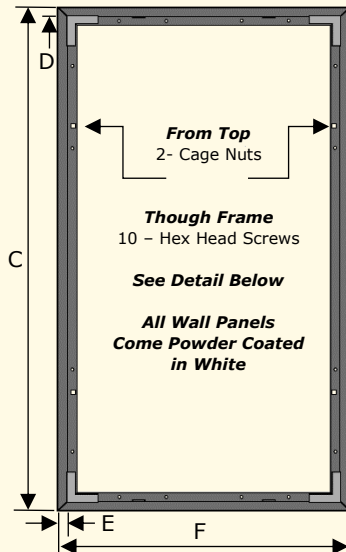 D
From Top
2- Cage Nuts
C
Though Frame
10 – Hex Head Screws
See Detail Below
All Wall Panels
Come Powder Coated
in White
E
F